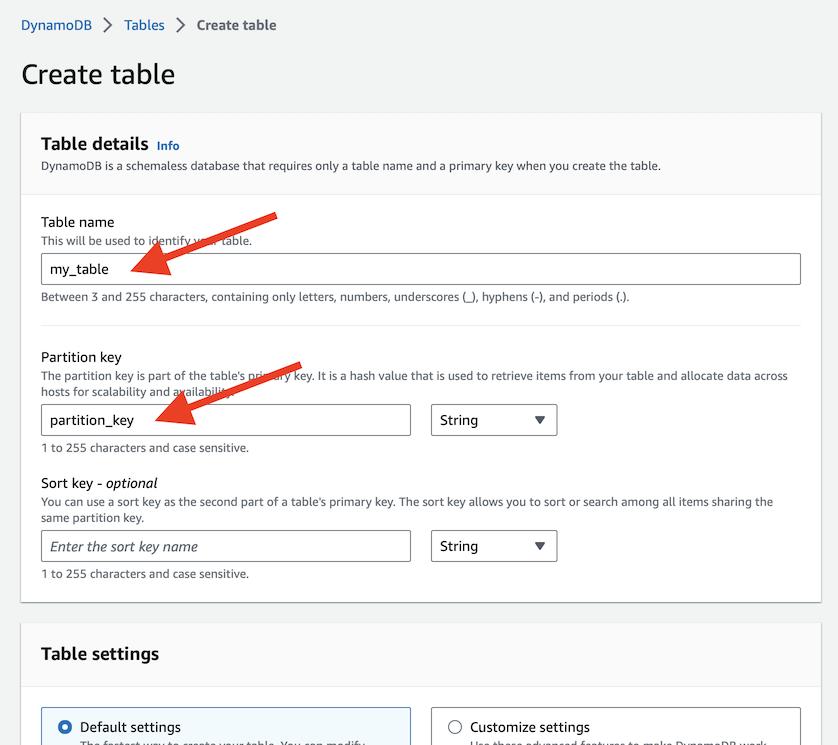 DynamoDB > Tables > Create table
Create table
Table details Info
DynamoDB is a schemaless database that requires only a table name and a primary key when you create the table.
Table name
This will be used to identify your table.
my_table
Between 3 and 255 characters, containing only letters, numbers, underscores (_), hyphens (-), and periods (.).
Partition key
The partition key is part of the table's primary key. It is a hash value that is used to retrieve items from your table and allocate data across
hosts for scalability and availability.
partition_key String
1 to 255 characters and case sensitive.
Sort key - optional
You can use a sort key as the second part of a table's primary key. The sort key allows you to sort or search among all items sharing the
same partition key.
Enter the sort key name String
1 to 255 characters and case sensitive.
Table settings
Default settings Customize settings
The fastest way to create your table. You can modify Use these advanced features to make DynamoDB work